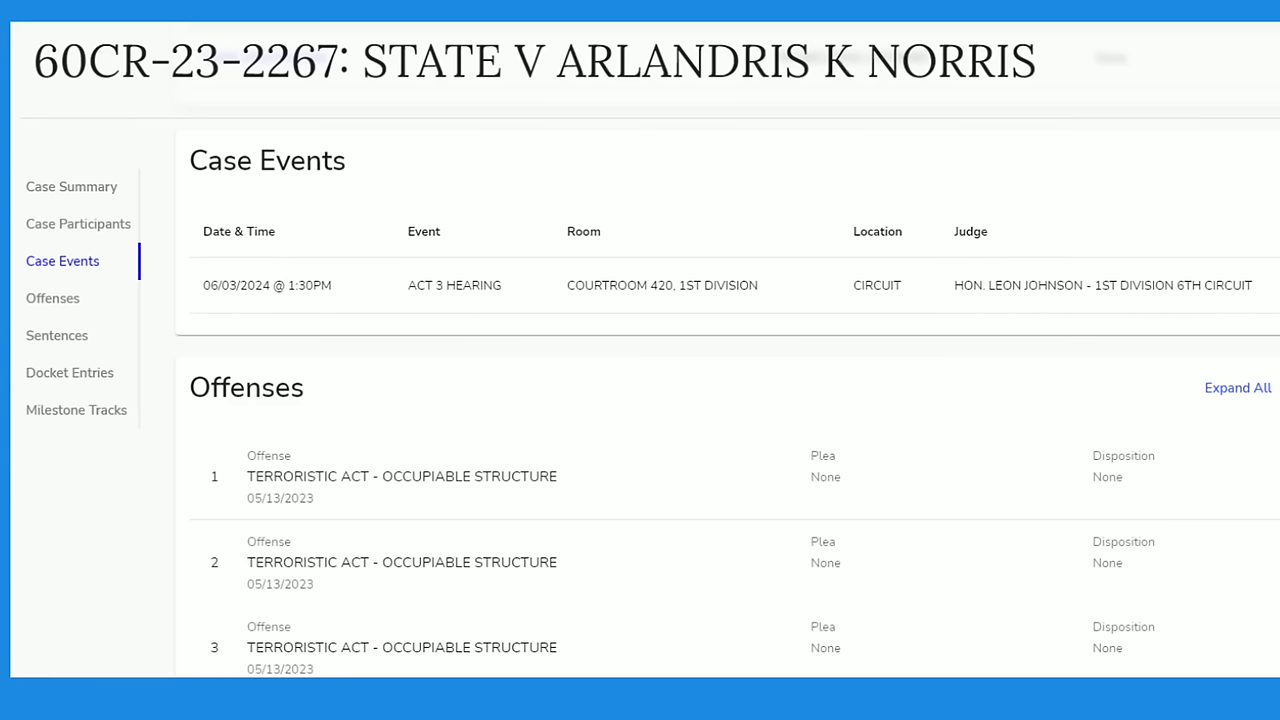 60CR-23-2267: STATE V ARLANDRIS K NORRIS
Case Summary
Case Participants
Case Events
Offenses
Sentences
Docket Entries
Milestone Tracks
Case Events
Date & Time Event Room Location Judge
06/03/2024 @ 1:30PM ACT 3 HEARING COURTROOM 420, 1ST DIVISION CIRCUIT HON. LEON JOHNSON - 1ST DIVISION 6TH CIRCUIT
Offenses Expand All
Offense Plea Disposition
1 TERRORISTIC ACT - OCCUPIABLE STRUCTURE None None
05/13/2023
Offense Plea Disposition
2 TERRORISTIC ACT - OCCUPIABLE STRUCTURE None None
05/13/2023
Offense Plea Disposition
3 TERRORISTIC ACT - OCCUPIABLE STRUCTURE None None
05/13/2023